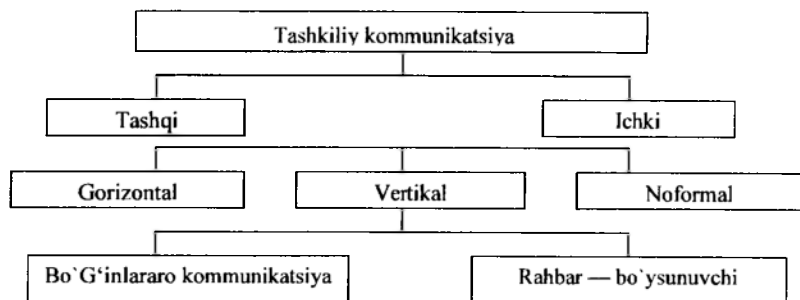 Tashkiliy kommunikatsiya
Tashqi
Ichki
Gorizontal
Vertikal
Noformal
Bo`G‘inlararo kommunikatsiya
Rahbar — bo`ysunuvchi